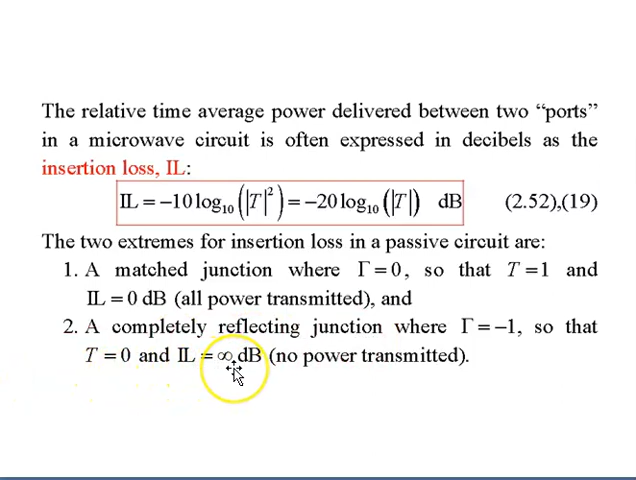 The relative time average power delivered between two “ports”
in a microwave circuit is often expressed in decibels as the
insertion loss, IL:
IL = −10 log₁₀ (|T|²) = −20 log₁₀ (|T|) dB (2.52),(19)
The two extremes for insertion loss in a passive circuit are:
1. A matched junction where Γ = 0, so that T = 1 and
IL = 0 dB (all power transmitted), and
2. A completely reflecting junction where Γ = −1, so that
T = 0 and IL = ∞ dB (no power transmitted).